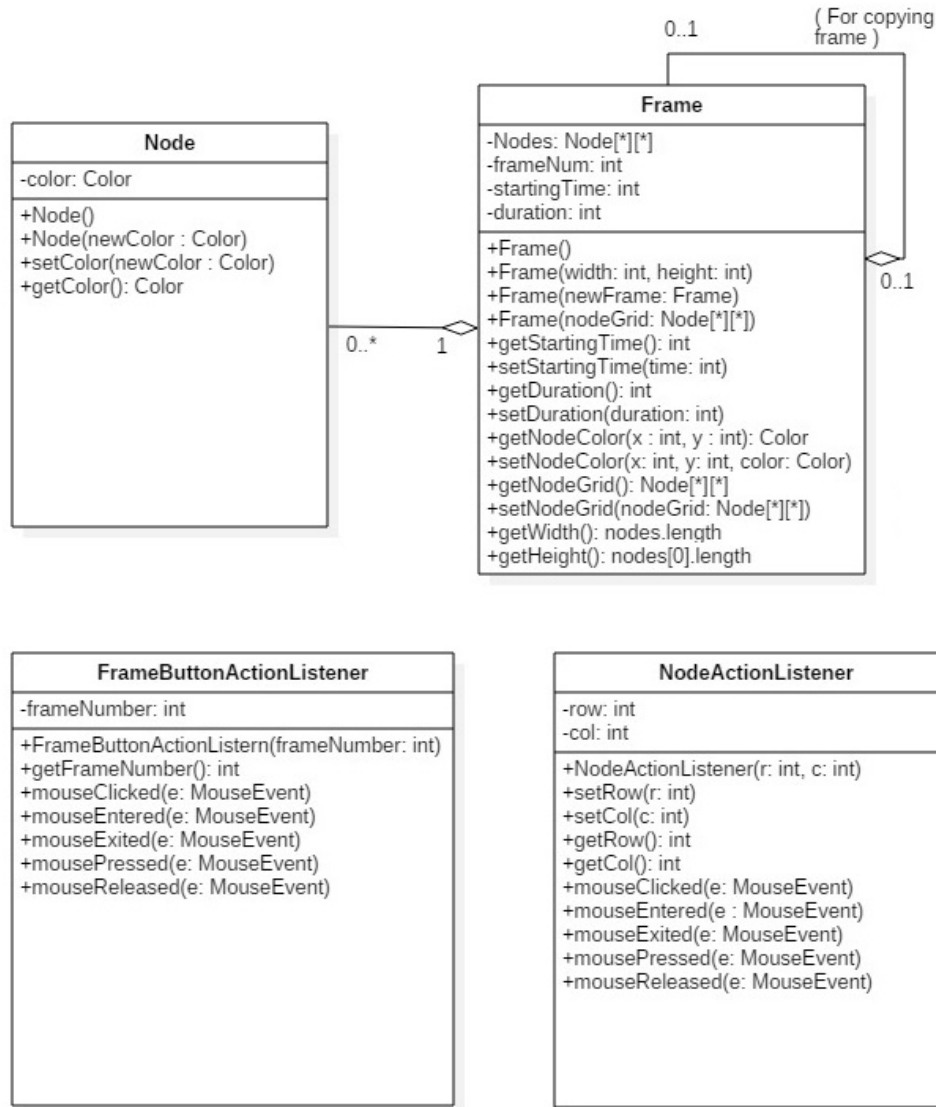 0..1
( For copying
frame )
Node
-color: Color
+Node()
+Node(newColor : Color)
+setColor(newColor : Color)
+getColor(): Color
0..*
1
Frame
-Nodes: Node[*][*]
-frameNum: int
-startingTime: int
-duration: int
+Frame()
+Frame(width: int, height: int)
+Frame(newFrame: Frame)
+Frame(nodeGrid: Node[*][*])
+getStartingTime(): int
+setStartingTime(time: int)
+getDuration(): int
+setDuration(duration: int)
+getNodeColor(x : int, y : int): Color
+setNodeColor(x: int, y: int, color: Color)
+getNodeGrid(): Node[*][*]
+setNodeGrid(nodeGrid: Node[*][*])
+getWidth(): nodes.length
+getHeight(): nodes[0].length
0..1
FrameButtonActionListener
-frameNumber: int
+FrameButtonActionListern(frameNumber: int)
+getFrameNumber(): int
+mouseClicked(e: MouseEvent)
+mouseEntered(e: MouseEvent)
+mouseExited(e: MouseEvent)
+mousePressed(e: MouseEvent)
+mouseReleased(e: MouseEvent)
NodeActionListener
-row: int
-col: int
+NodeActionListener(r: int, c: int)
+setRow(r: int)
+setCol(c: int)
+getRow(): int
+getCol(): int
+mouseClicked(e: MouseEvent)
+mouseEntered(e : MouseEvent)
+mouseExited(e: MouseEvent)
+mousePressed(e: MouseEvent)
+mouseReleased(e: MouseEvent)